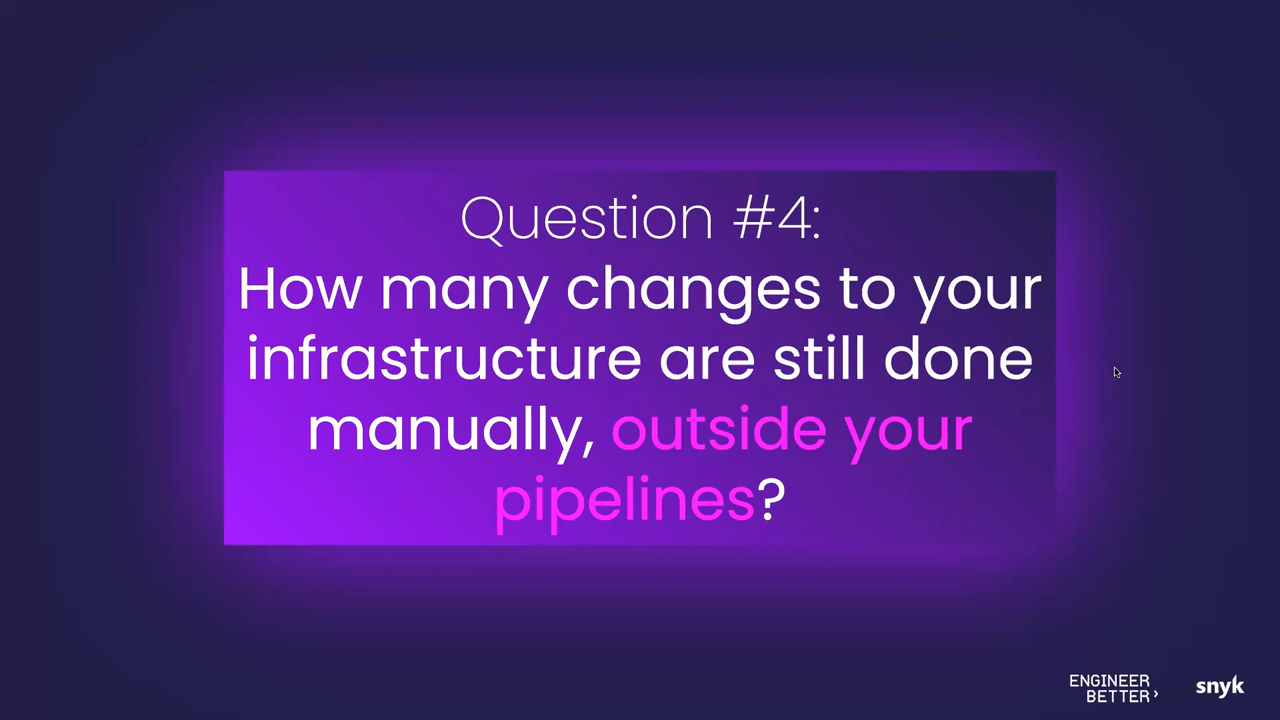 Question #4:
How many changes to your
infrastructure are still done
manually, outside your
pipelines?
ENGINEER
BETTER›
snyk